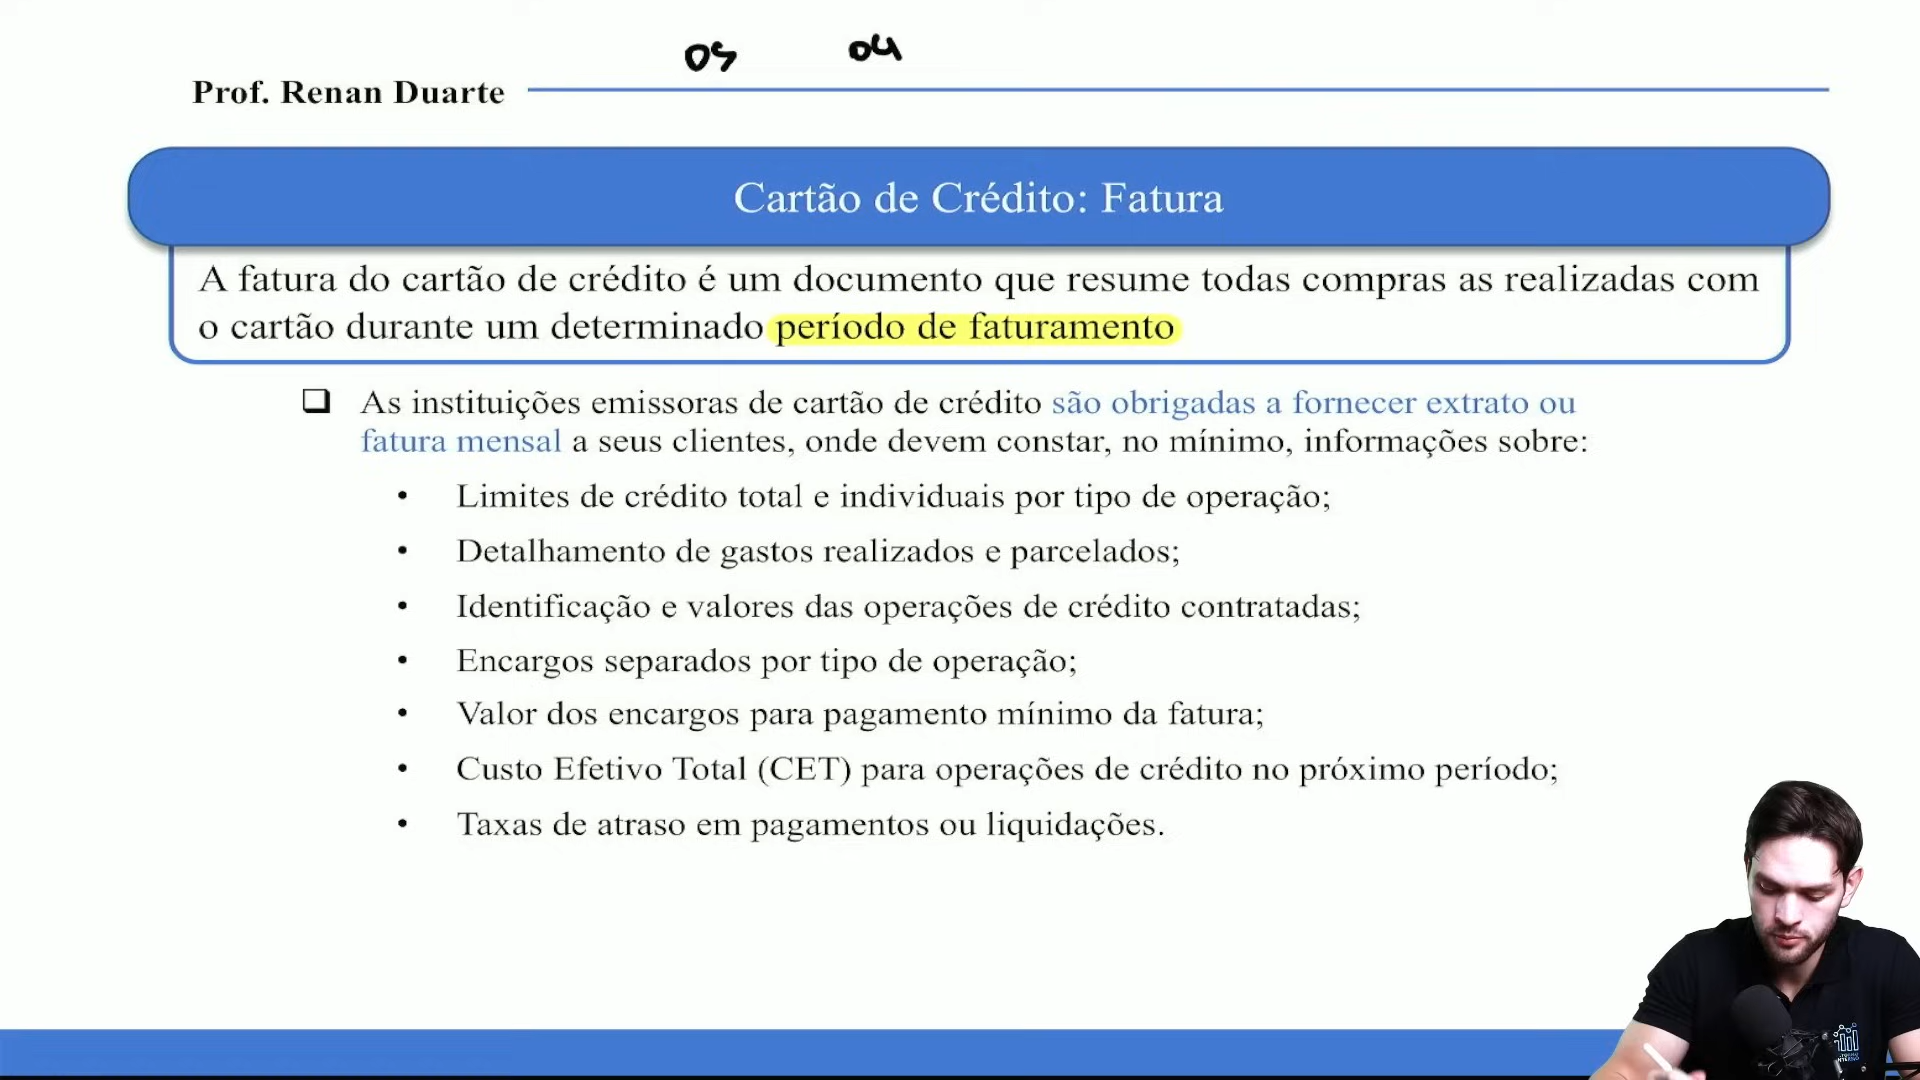 05 04
Prof. Renan Duarte
Cartão de Crédito: Fatura
A fatura do cartão de crédito é um documento que resume todas compras as realizadas com
o cartão durante um determinado período de faturamento
❑ As instituições emissoras de cartão de crédito são obrigadas a fornecer extrato ou
fatura mensal a seus clientes, onde devem constar, no mínimo, informações sobre:
• Limites de crédito total e individuais por tipo de operação;
• Detalhamento de gastos realizados e parcelados;
• Identificação e valores das operações de crédito contratadas;
• Encargos separados por tipo de operação;
• Valor dos encargos para pagamento mínimo da fatura;
• Custo Efetivo Total (CET) para operações de crédito no próximo período;
• Taxas de atraso em pagamentos ou liquidações.